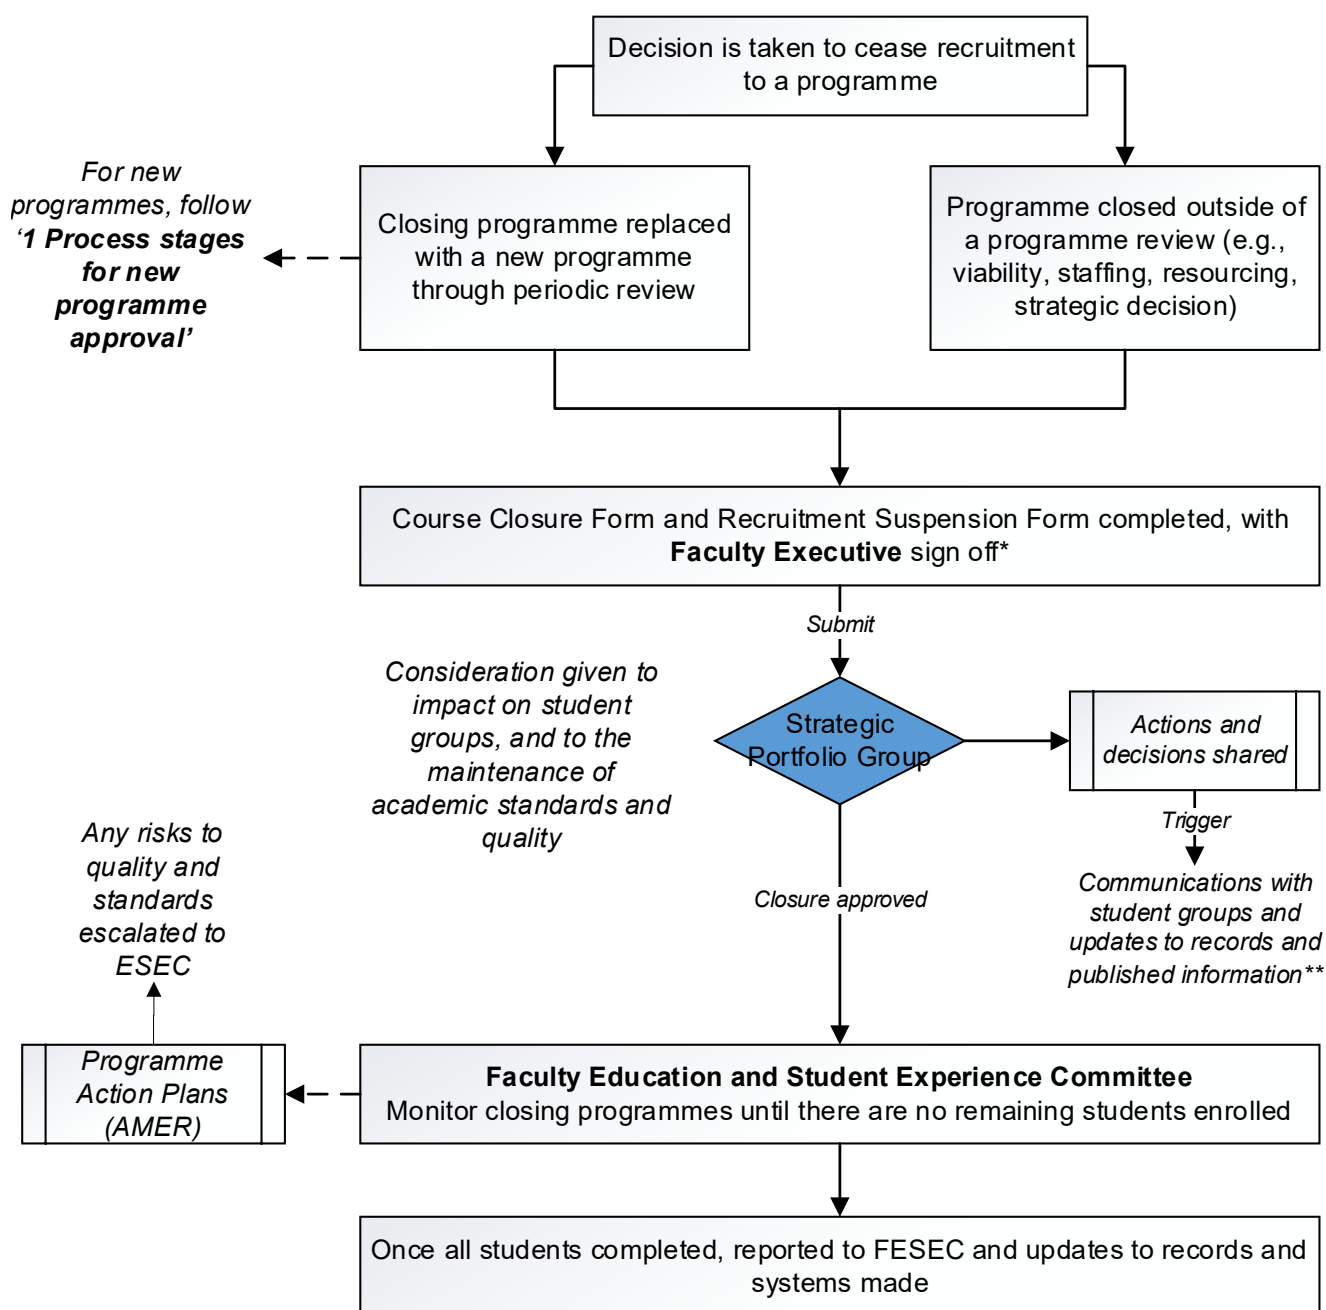 Decision is taken to cease recruitment
to a programme
For new
programmes, follow
‘1 Process stages
for new
programme
approval’
Closing programme replaced
with a new programme
through periodic review
Programme closed outside of
a programme review (e.g.,
viability, staffing, resourcing,
strategic decision)
Course Closure Form and Recruitment Suspension Form completed, with
Faculty Executive sign off*
Submit
Consideration given to
impact on student
groups, and to the
maintenance of
academic standards and
quality
Strategic
Portfolio Group
Actions and
decisions shared
Trigger
Communications with
student groups and
updates to records and
published information**
Any risks to
quality and
standards
escalated to
ESEC
Closure approved
Programme
Action Plans
(AMER)
Faculty Education and Student Experience Committee
Monitor closing programmes until there are no remaining students enrolled
Once all students completed, reported to FESEC and updates to records and
systems made